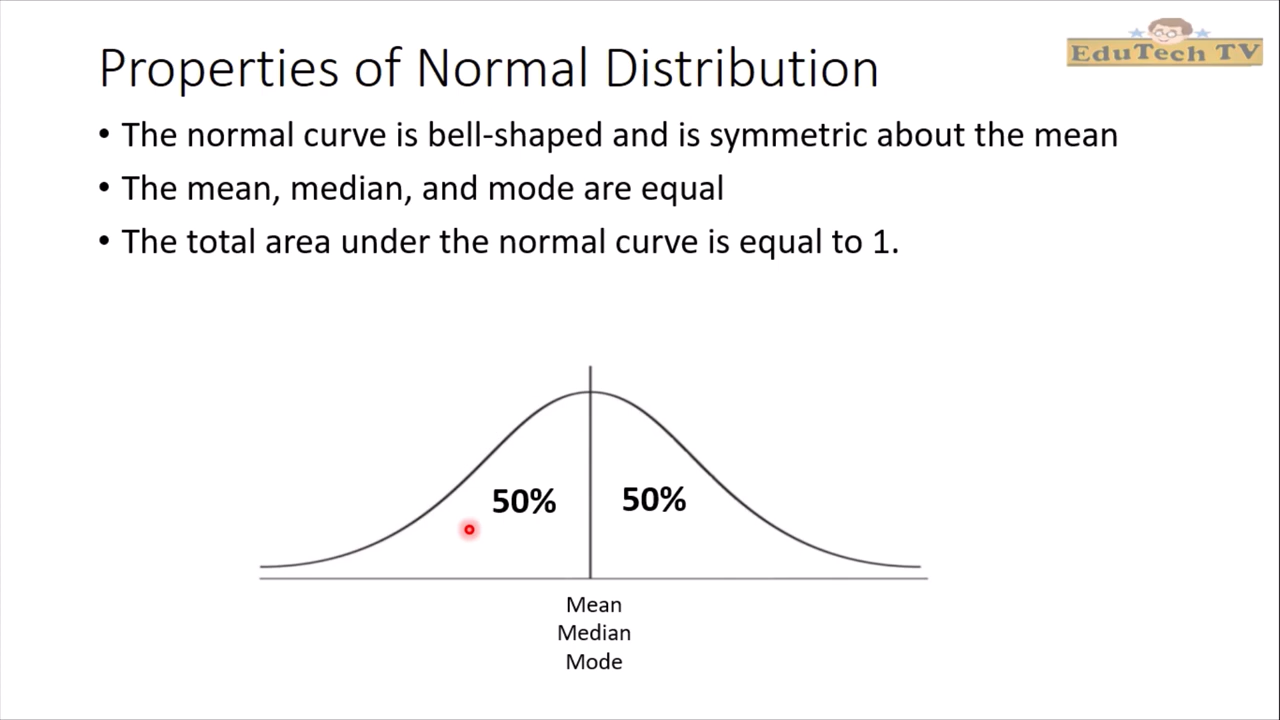 Properties of Normal Distribution
EduTech TV
• The normal curve is bell-shaped and is symmetric about the mean
• The mean, median, and mode are equal
• The total area under the normal curve is equal to 1.
50%
50%
Mean
Median
Mode